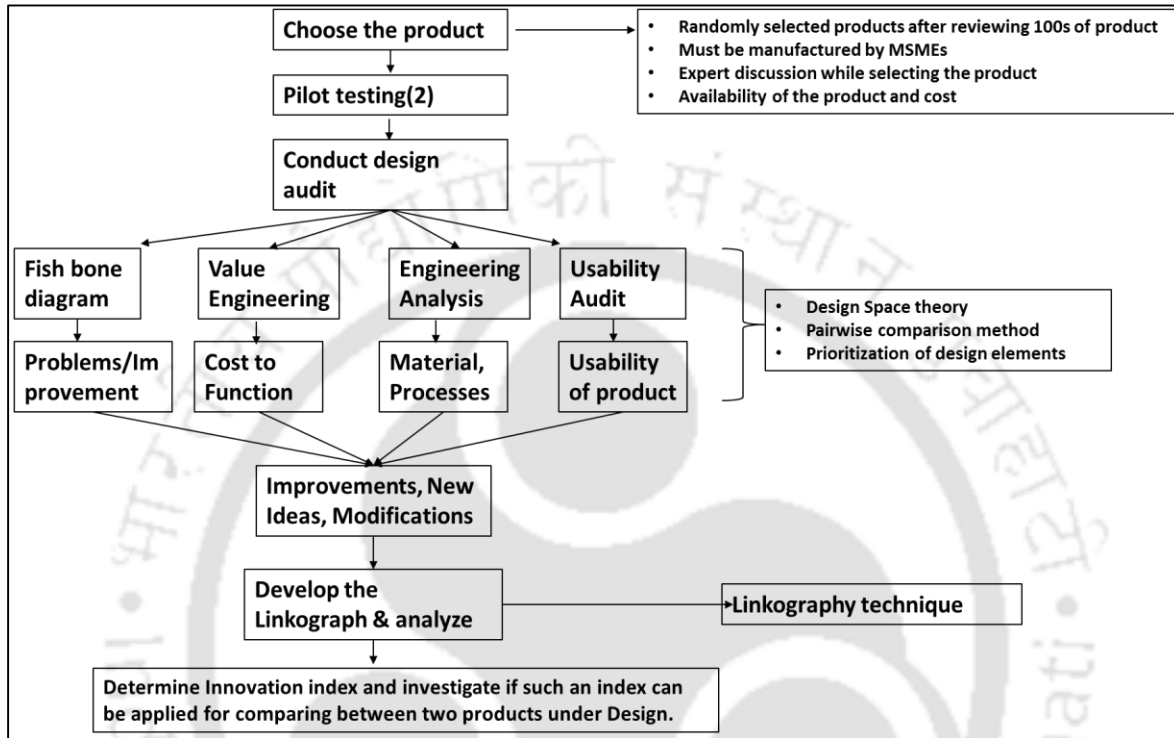 Choose the product
• Randomly selected products after reviewing 100s of product
• Must be manufactured by MSMEs
• Expert discussion while selecting the product
• Availability of the product and cost
Pilot testing(2)
Conduct design
audit
Fish bone
diagram
Value
Engineering
Engineering
Analysis
Usability
Audit
• Design Space theory
• Pairwise comparison method
• Prioritization of design elements
Problems/Im
provement
Cost to
Function
Material,
Processes
Usability
of product
Improvements, New
Ideas, Modifications
Develop the
Linkograph & analyze
Linkography technique
Determine Innovation index and investigate if such an index can
be applied for comparing between two products under Design.